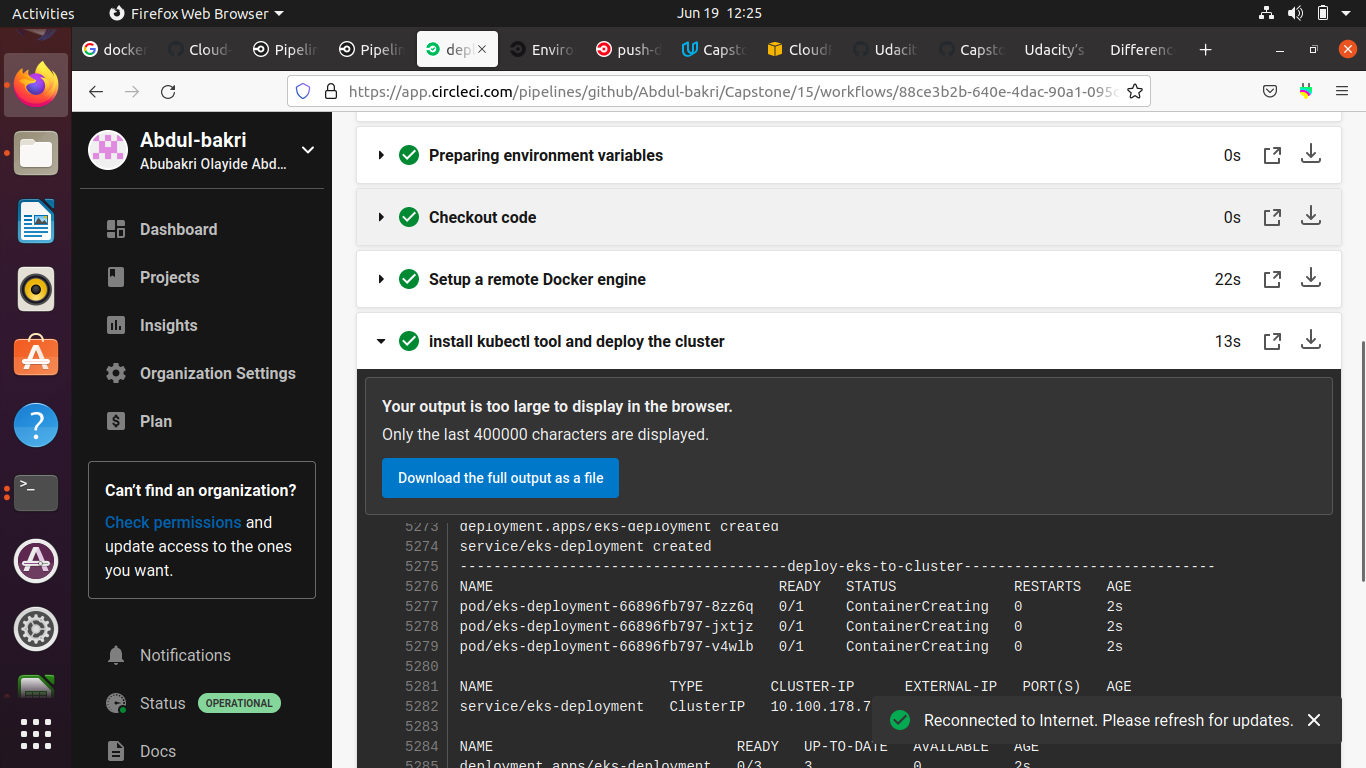 Activities
Firefox Web Browser
Jun 19 12:25
docker
Cloud-
Pipelin
Pipelin
depl
Enviro
push-d
Capsto
CloudF
Udacit
Capsto
Udacity's
Differenc
https://app.circleci.com/pipelines/github/Abdul-bakri/Capstone/15/workflows/88ce3b2b-640e-4dac-90a1-095c
Abdul-bakri
Abubakri Olayide Abd...
Dashboard
Projects
Insights
Organization Settings
Plan
Can't find an organization?
Check permissions and
update access to the ones
you want.
Notifications
Status OPERATIONAL
Docs
Preparing environment variables 0s
Checkout code 0s
Setup a remote Docker engine 22s
install kubectl tool and deploy the cluster 13s
Your output is too large to display in the browser.
Only the last 400000 characters are displayed.
Download the full output as a file
5273 deployment.apps/eks-deployment created
5274 service/eks-deployment created
5275 ---------------------------------------deploy-eks-to-cluster------------------------------
5276 NAME READY STATUS RESTARTS AGE
5277 pod/eks-deployment-66896fb797-8zz6q 0/1 ContainerCreating 0 2s
5278 pod/eks-deployment-66896fb797-jxtjz 0/1 ContainerCreating 0 2s
5279 pod/eks-deployment-66896fb797-v4wlb 0/1 ContainerCreating 0 2s
5280
5281 NAME TYPE CLUSTER-IP EXTERNAL-IP PORT(S) AGE
5282 service/eks-deployment ClusterIP 10.100.178.7
5283
5284 NAME READY UP-TO-DATE AVAILABLE AGE
5285 deployment.apps/eks-deployment 0/3 3 0 2s
Reconnected to Internet. Please refresh for updates.